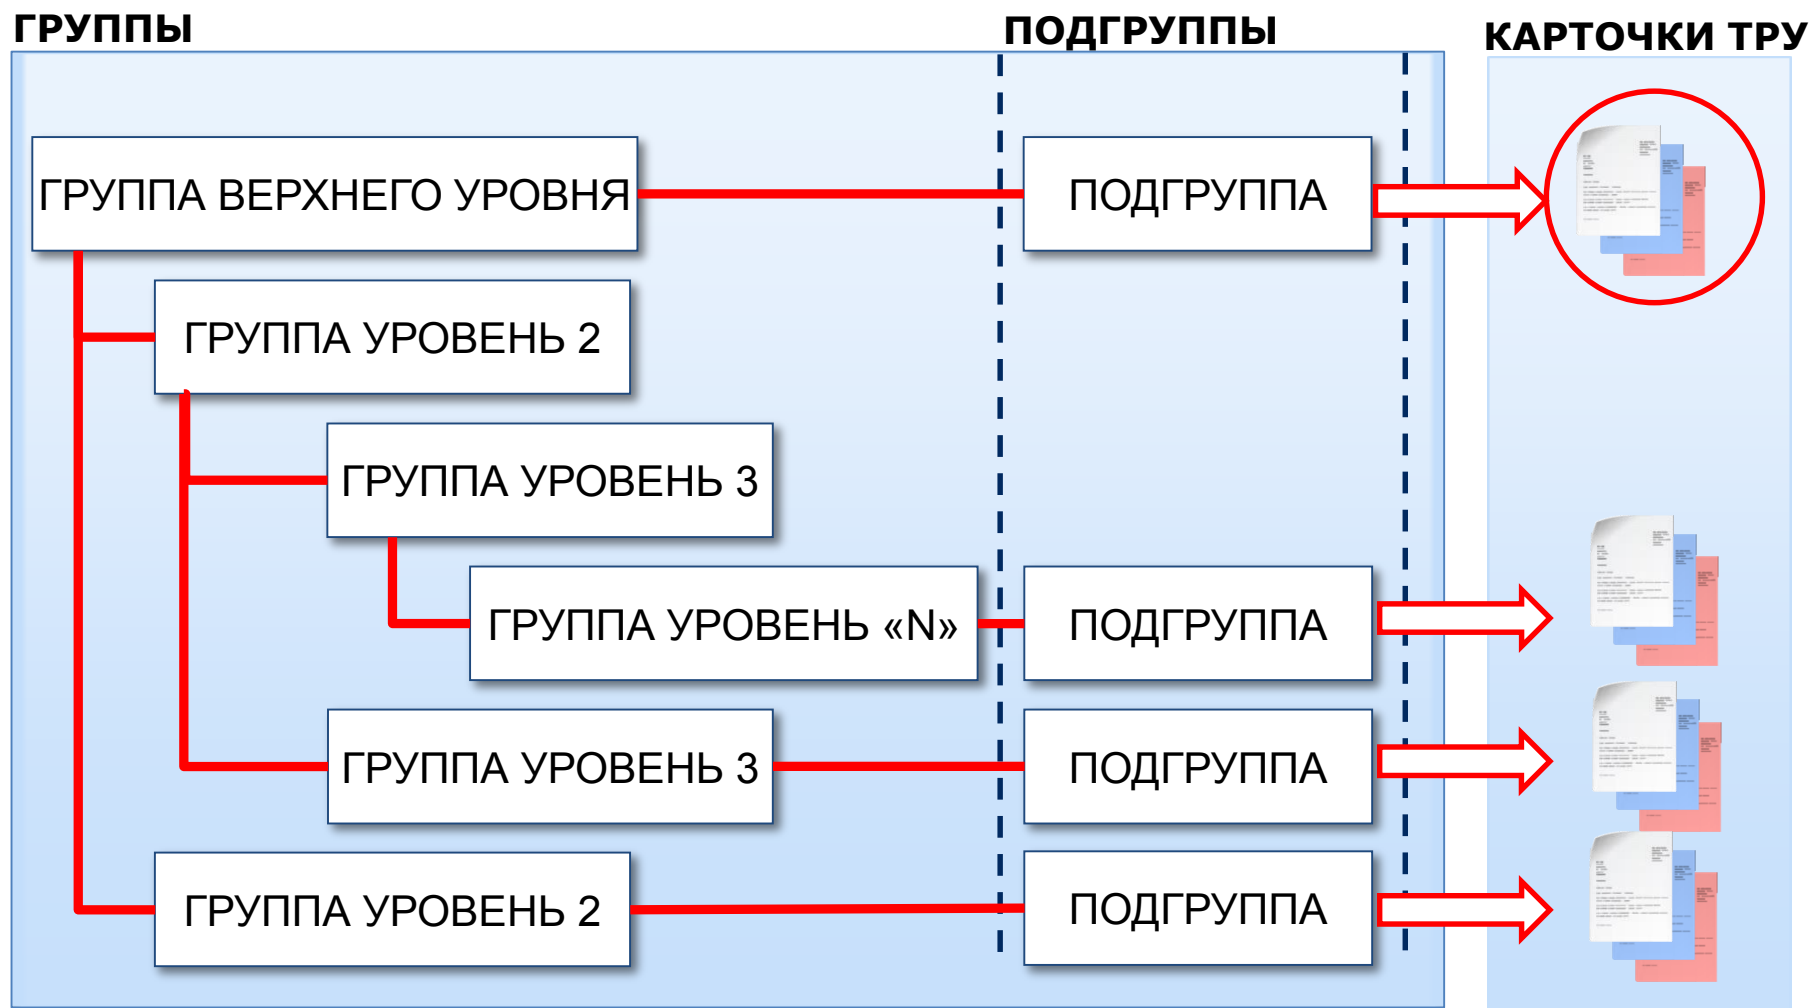 ГРУППЫ
ПОДГРУППЫ
КАРТОЧКИ ТРУ
ГРУППА ВЕРХНЕГО УРОВНЯ
ПОДГРУППА
ГРУППА УРОВЕНЬ 2
ГРУППА УРОВЕНЬ 3
ГРУППА УРОВЕНЬ «N»
ПОДГРУППА
ГРУППА УРОВЕНЬ 3
ПОДГРУППА
ГРУППА УРОВЕНЬ 2
ПОДГРУППА